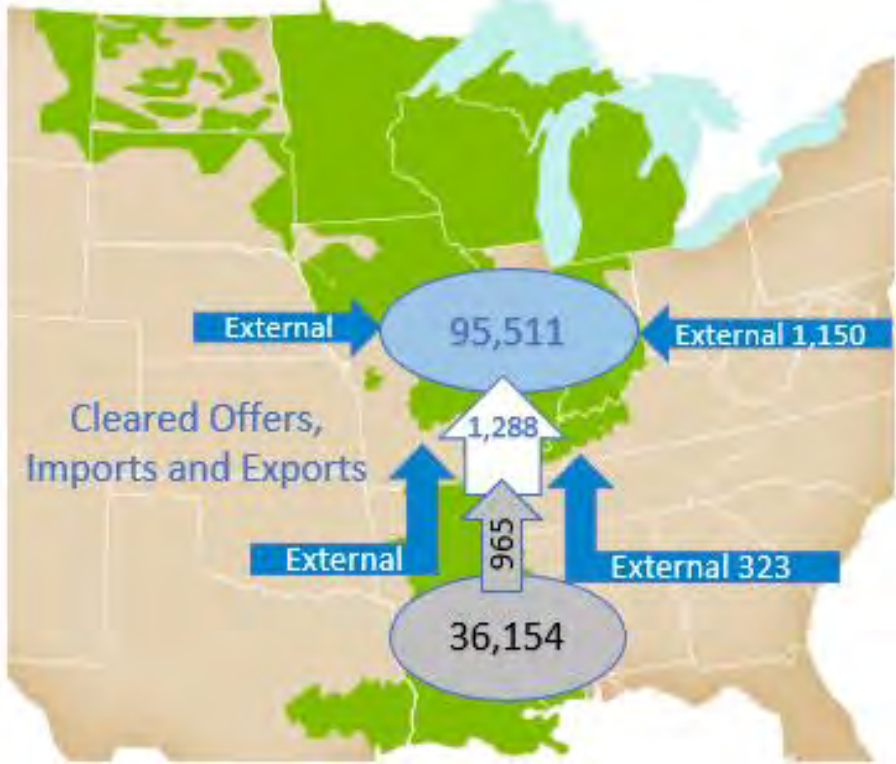 External
95,511
External 1,150
Cleared Offers,
Imports and Exports
1,288
965
External
External 323
36,154